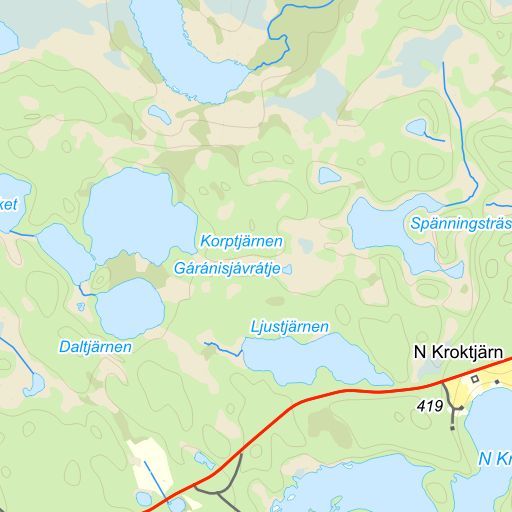 ket
Spänningsträs
Korptjärnen
Gáránisjávrátje
Ljustjärnen
Daltjärnen
N Kroktjärn
419
N Kr